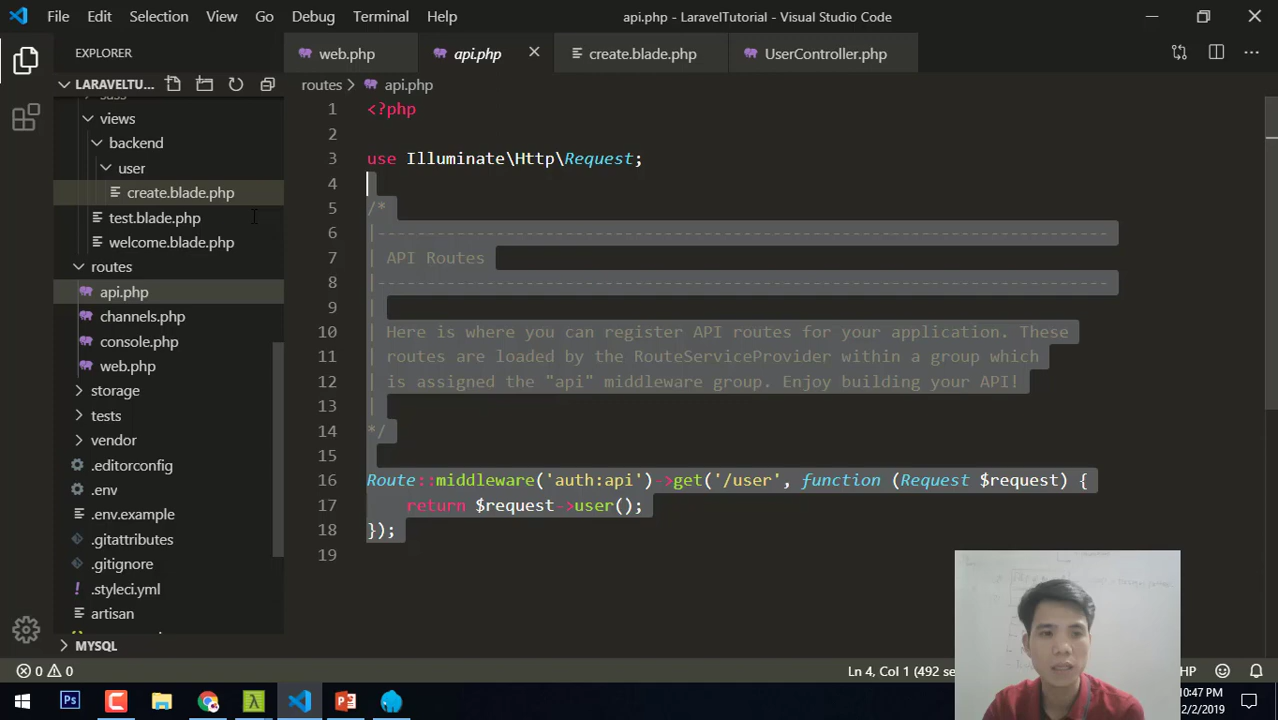 File Edit Selection View Go Debug Terminal Help
api.php - LaravelTutorial - Visual Studio Code
EXPLORER
web.php
api.php
create.blade.php
UserController.php
LARAVELTU...
routes > api.php
views
backend
user
create.blade.php
test.blade.php
welcome.blade.php
routes
api.php
channels.php
console.php
web.php
storage
tests
vendor
.editorconfig
.env
.env.example
.gitattributes
.gitignore
.styleci.yml
artisan
MYSQL
1 <?php
2
3 use Illuminate\Http\Request;
4
5 /*
6 |--------------------------------------------------------------------------
7 | API Routes
8 |--------------------------------------------------------------------------
9 |
10 | Here is where you can register API routes for your application. These
11 | routes are loaded by the RouteServiceProvider within a group which
12 | is assigned the "api" middleware group. Enjoy building your API!
13 |
14 */
15
16 Route::middleware('auth:api')->get('/user', function (Request $request) {
17 return $request->user();
18 });
19
0 0
Ln 4, Col 1 (492 se
HP
Ps
10:47 PM
2/2/2019